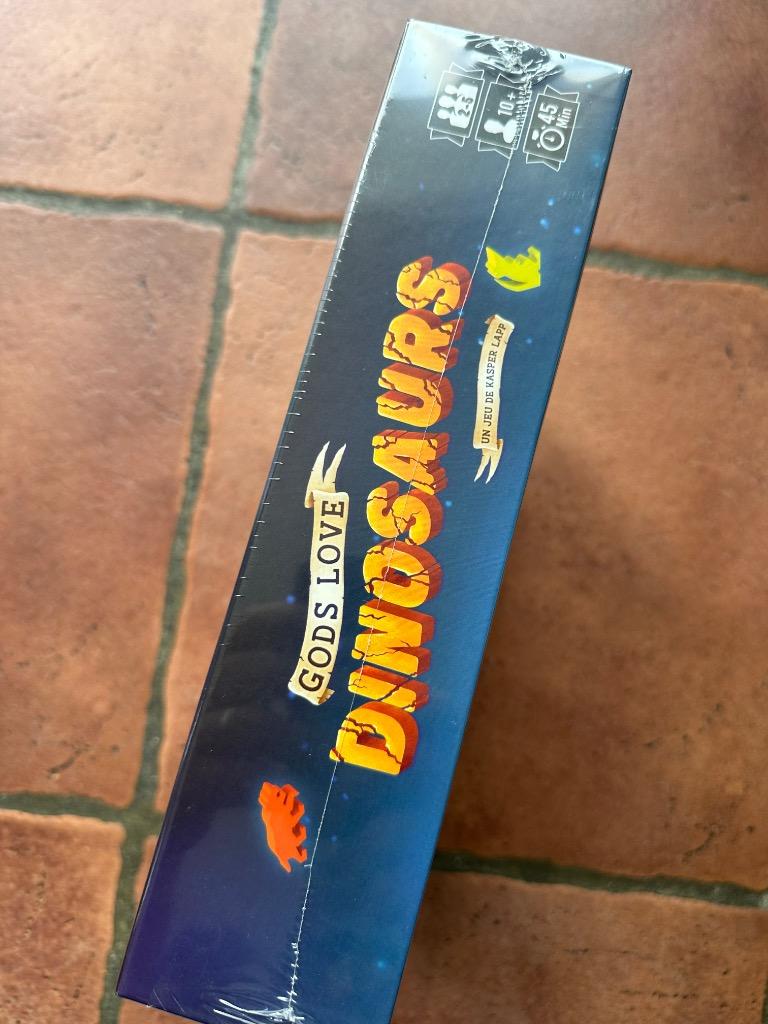 GODS LOVE
DINOSAURS
UN JEU DE KASPER LAPP
2-5
10+
45
Min